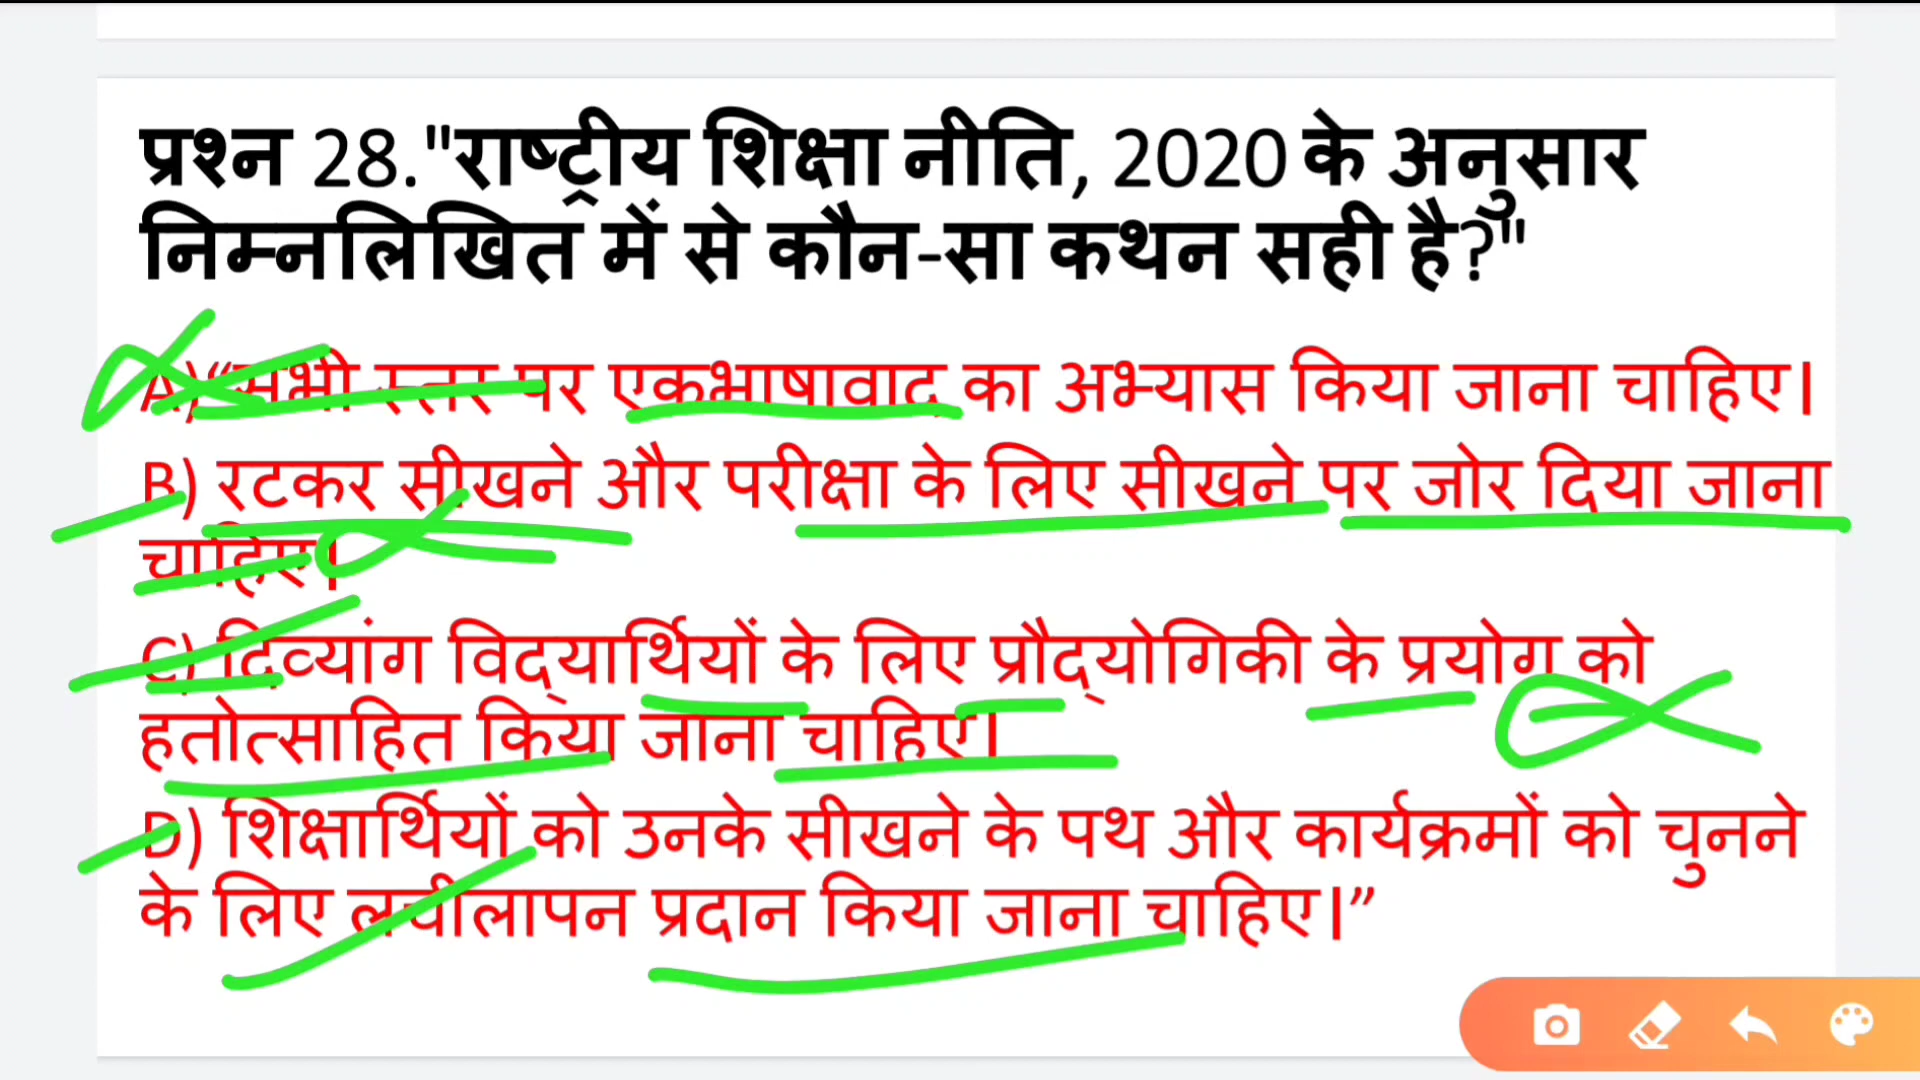 प्रश्न 28."राष्ट्रीय शिक्षा नीति, 2020 के अनुसार
निम्नलिखित में से कौन-सा कथन सही है?"
A)“सभी स्तर पर एकभाषावाद का अभ्यास किया जाना चाहिए।
B) रटकर सीखने और परीक्षा के लिए सीखने पर जोर दिया जाना
चाहिए।
C) दिव्यांग विद्यार्थियों के लिए प्रौद्योगिकी के प्रयोग को
हतोत्साहित किया जाना चाहिए।
D) शिक्षार्थियों को उनके सीखने के पथ और कार्यक्रमों को चुनने
के लिए लचीलापन प्रदान किया जाना चाहिए।”